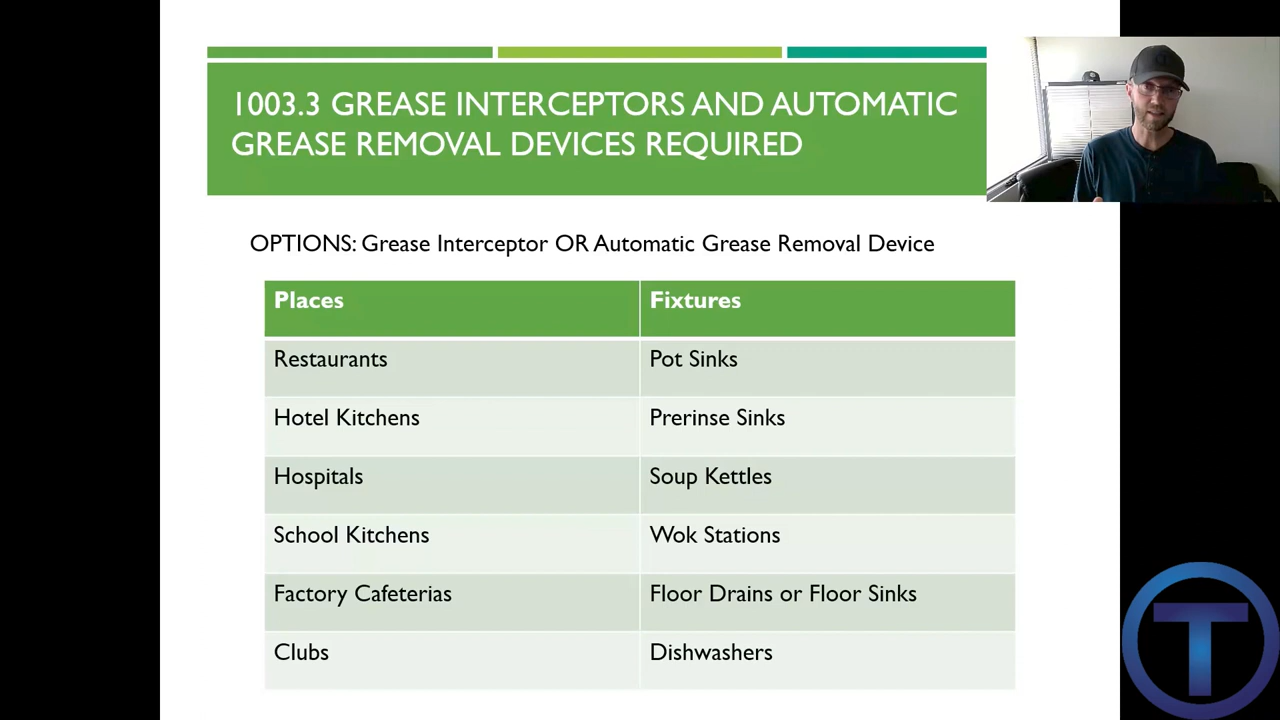 1003.3 GREASE INTERCEPTORS AND AUTOMATIC
GREASE REMOVAL DEVICES REQUIRED
OPTIONS: Grease Interceptor OR Automatic Grease Removal Device
Places Fixtures
Restaurants Pot Sinks
Hotel Kitchens Prerinse Sinks
Hospitals Soup Kettles
School Kitchens Wok Stations
Factory Cafeterias Floor Drains or Floor Sinks
Clubs Dishwashers
T